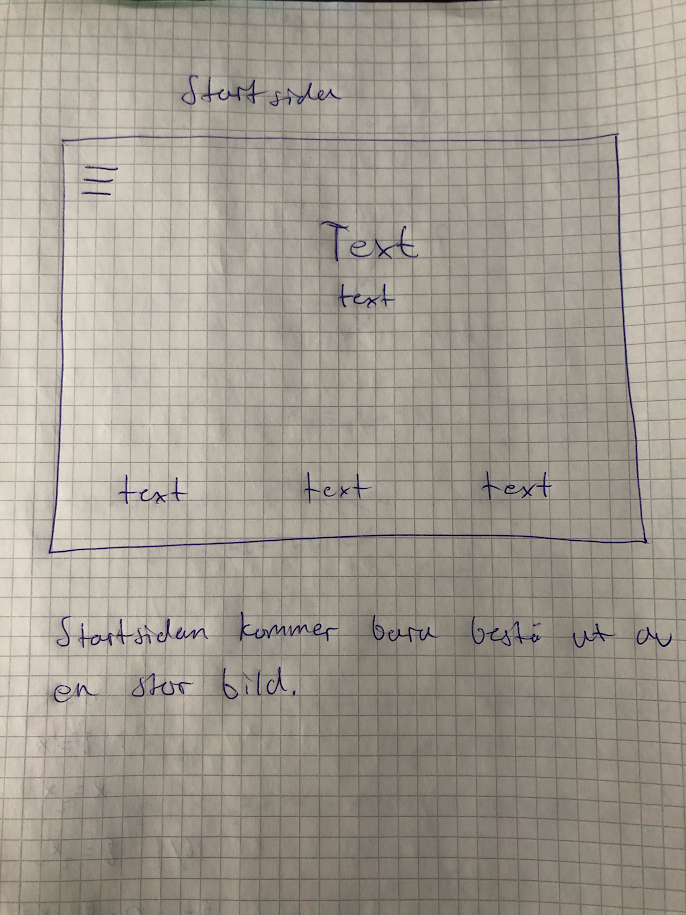 Startsidan
Text
text
text text text
Startsidan kommer bara bestå ut av
en stor bild.